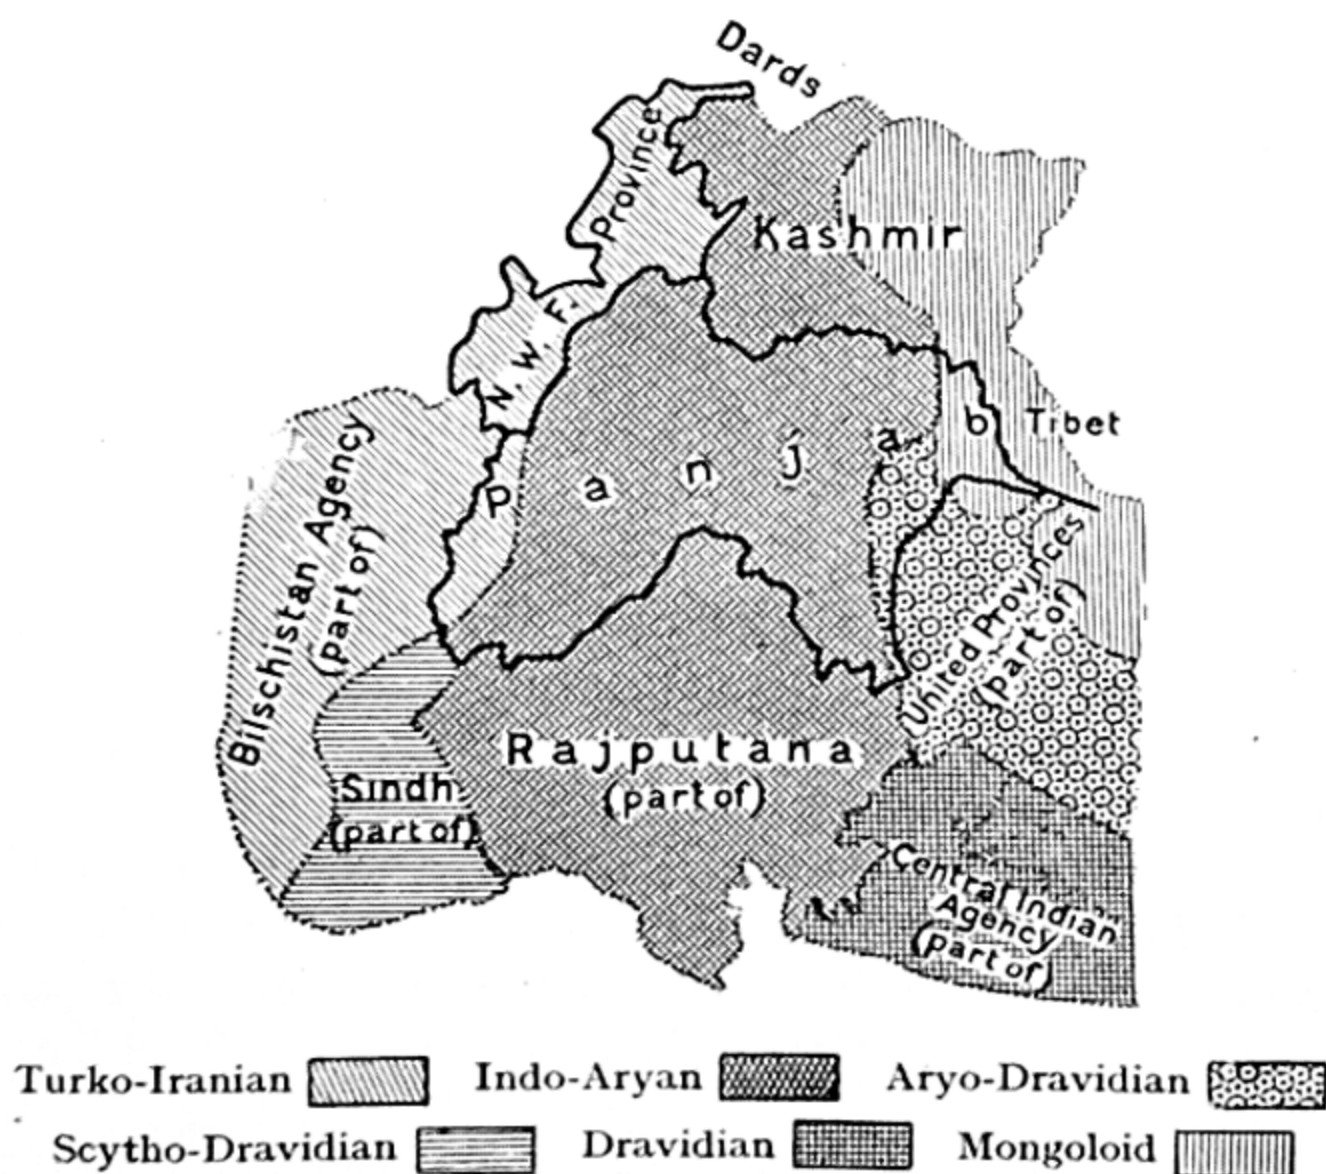 Dards
Province
Kashmir
N. W. F.
Tibet
P a n j a b
Bilschistan Agency
(part of)
United Provinces
(part of)
Rajputana
(part of)
Sindh
(part of)
Central Indian
Agency
(part of)
Turko-Iranian Indo-Aryan Aryo-Dravidian
Scytho-Dravidian Dravidian Mongoloid